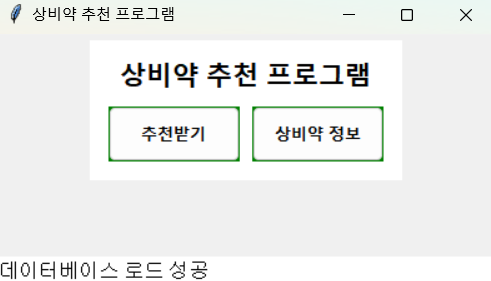 상비약 추천 프로그램
상비약 추천 프로그램
추천받기
상비약 정보
데이터베이스 로드 성공